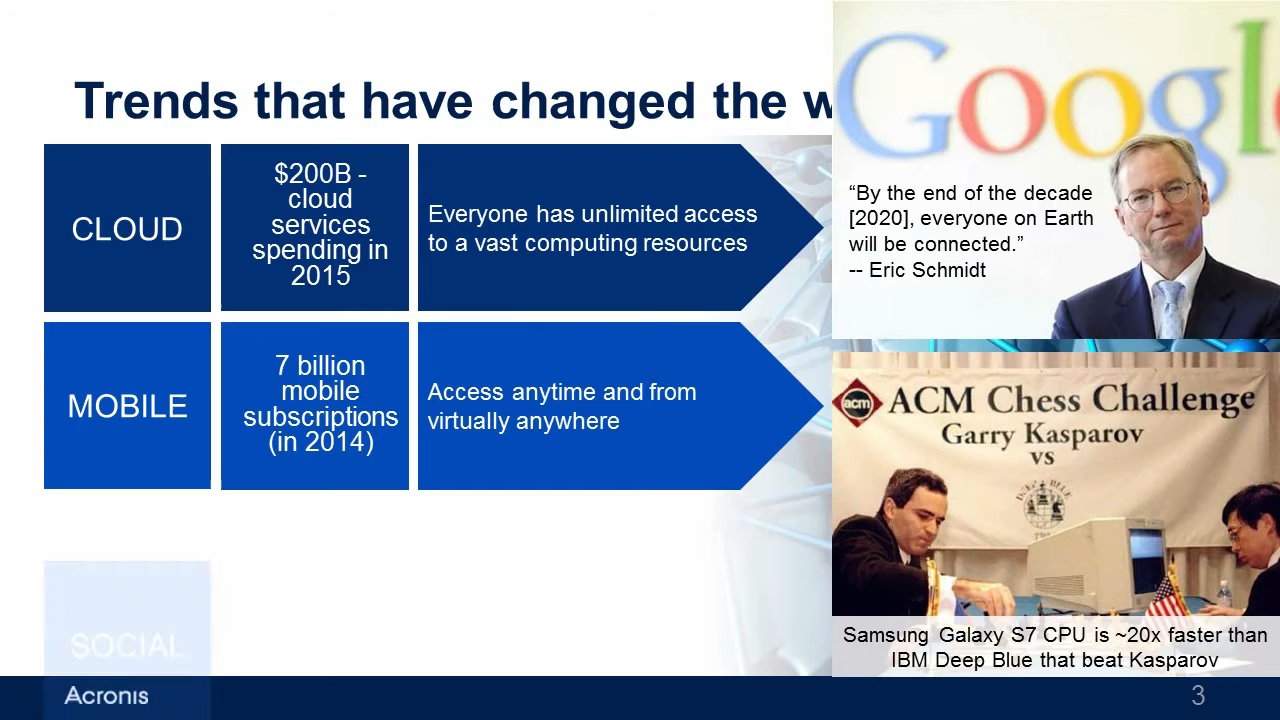 Trends that have changed the w
CLOUD
$200B -
cloud
services
spending in
2015
Everyone has unlimited access
to a vast computing resources
MOBILE
7 billion
mobile
subscriptions
(in 2014)
Access anytime and from
virtually anywhere
SOCIAL
Google
“By the end of the decade
[2020], everyone on Earth
will be connected.”
-- Eric Schmidt
acm
ACM Chess Challenge
Garry Kasparov
vs
Samsung Galaxy S7 CPU is ~20x faster than
IBM Deep Blue that beat Kasparov
Acronis
3